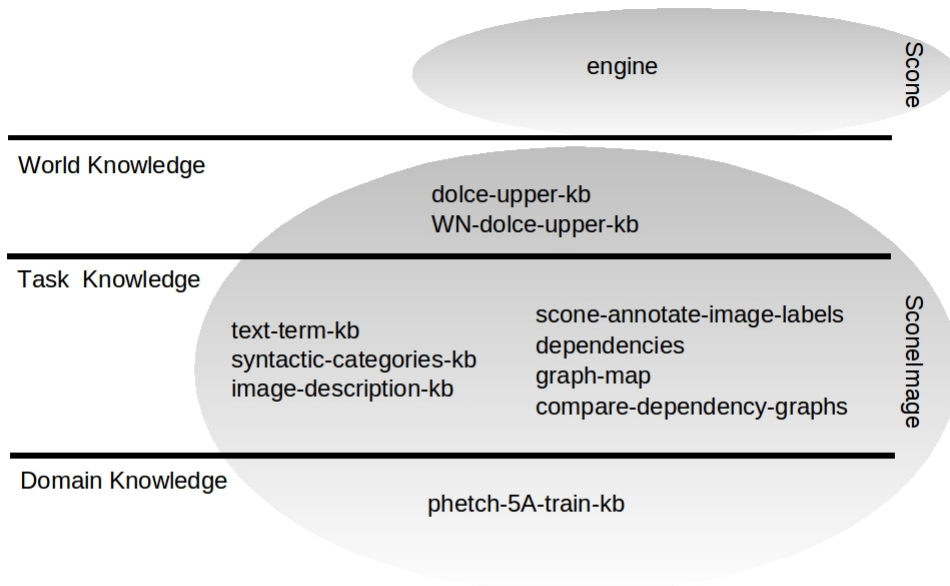 engine
Scone
World Knowledge
dolce-upper-kb
WN-dolce-upper-kb
Task Knowledge
text-term-kb
syntactic-categories-kb
image-description-kb
scone-annotate-image-labels
dependencies
graph-map
compare-dependency-graphs
SconeImage
Domain Knowledge
phetch-5A-train-kb